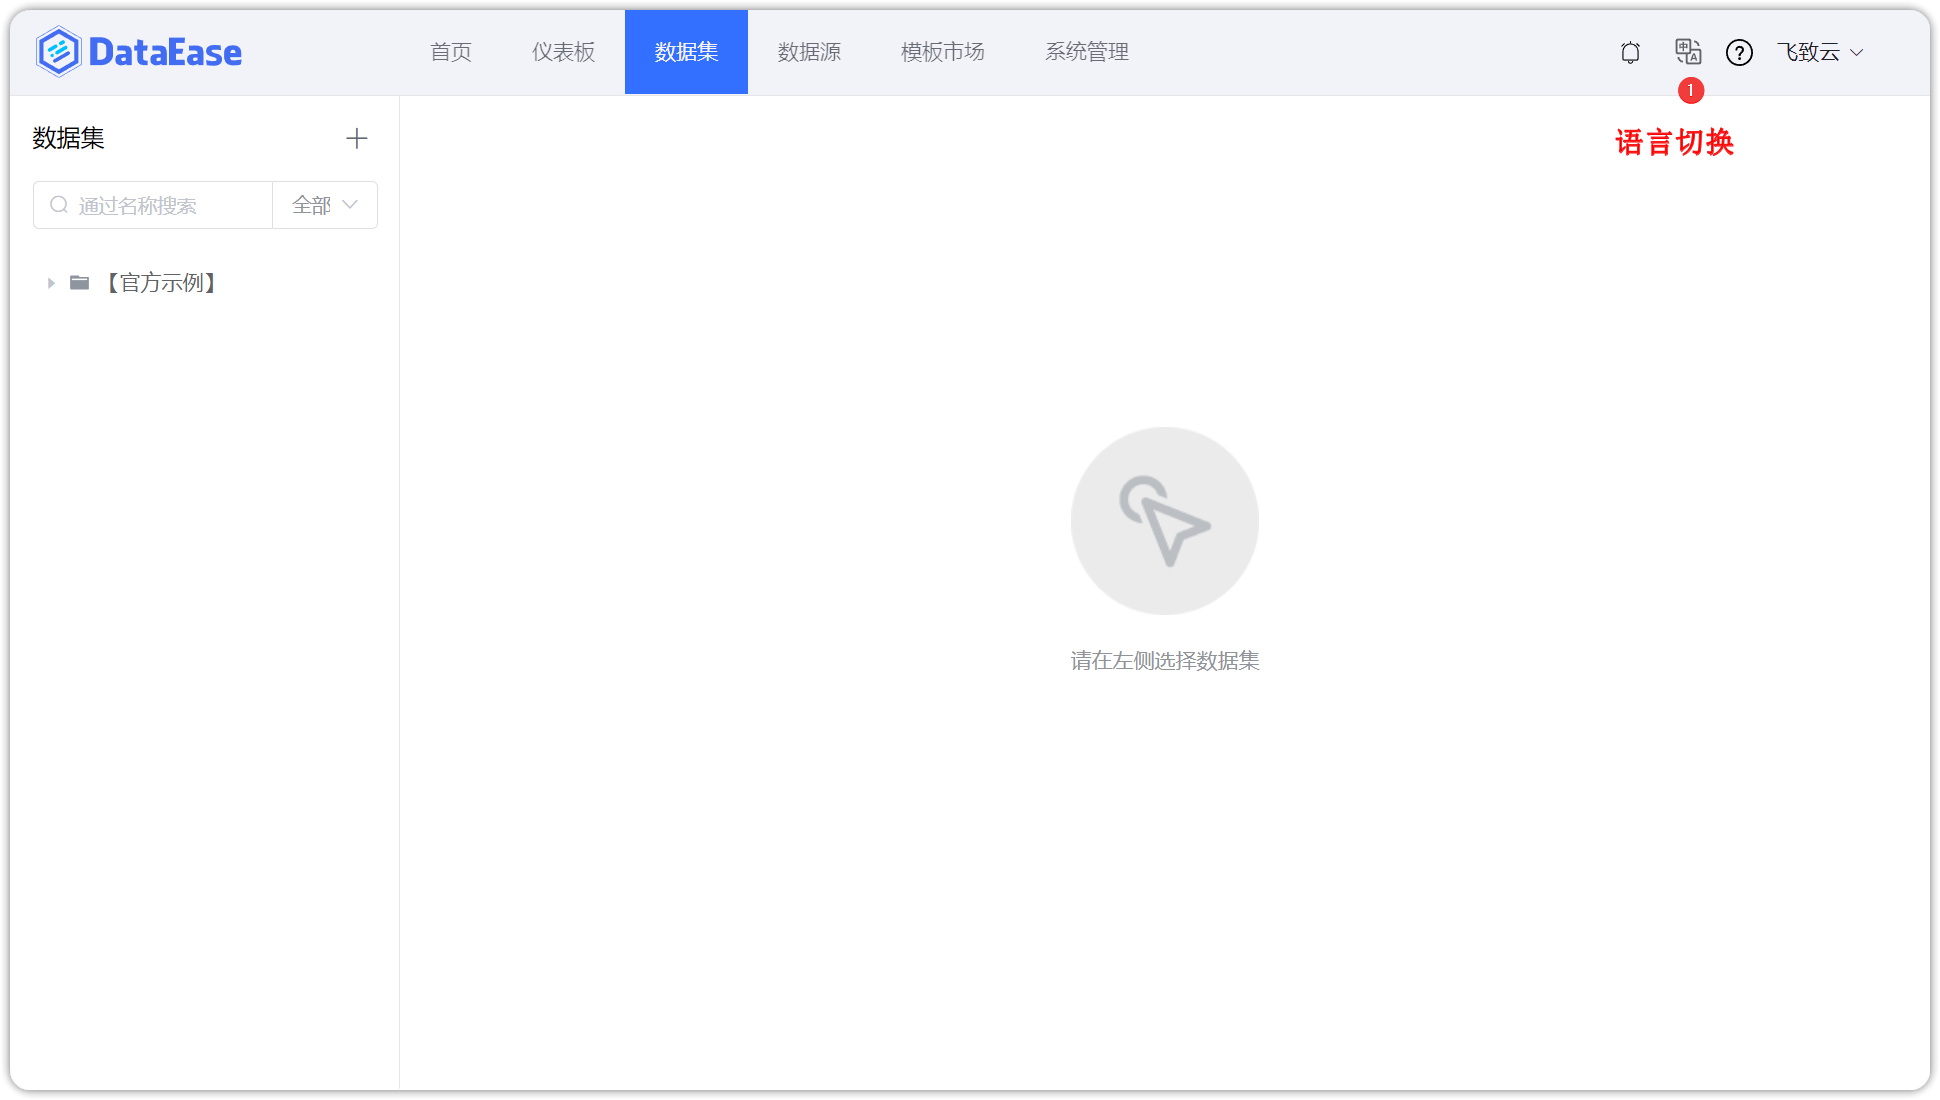 DataEase 首页 仪表板 数据集 数据源 模板市场 系统管理 中 A ? 飞致云
1
语言切换
数据集
通过名称搜索 全部
【官方示例】
请在左侧选择数据集